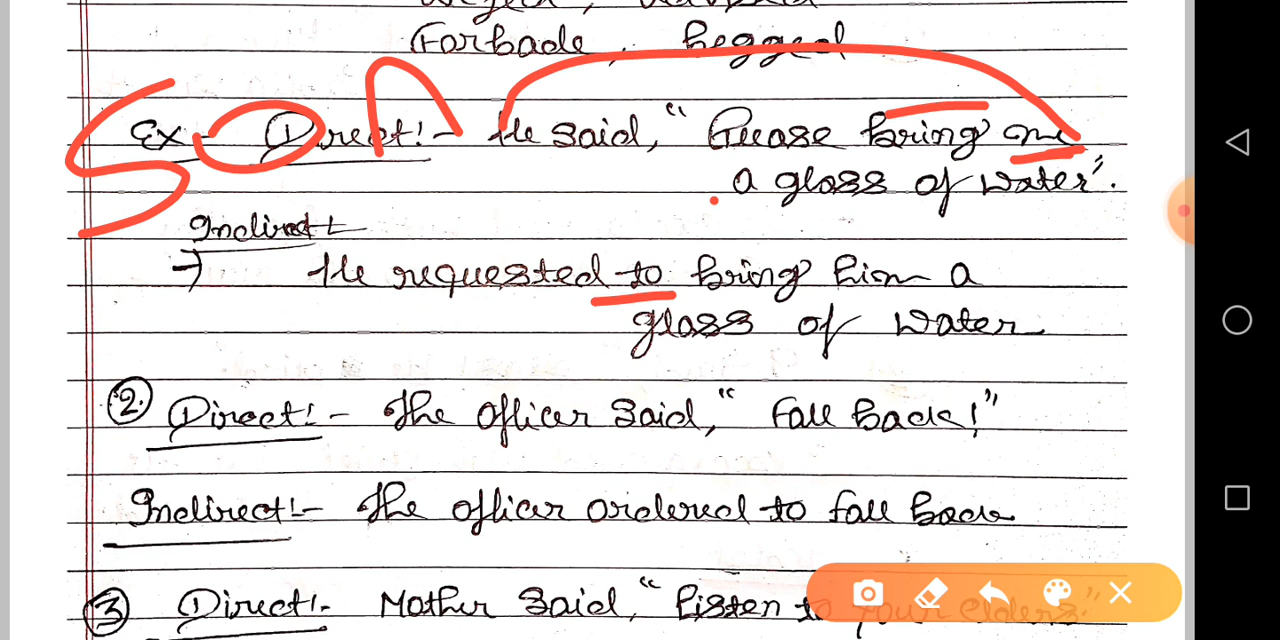 Forbade, Begged
Ex - Direct:- He said, "Please bring me
a glass of water".
Indirect:-
→ He requested to bring him a
glass of water
2. Direct:- The officer said, "Fall Back!"
Indirect:- The officer ordered to fall back
3 Direct:- Mother said, "Listen to your elders."